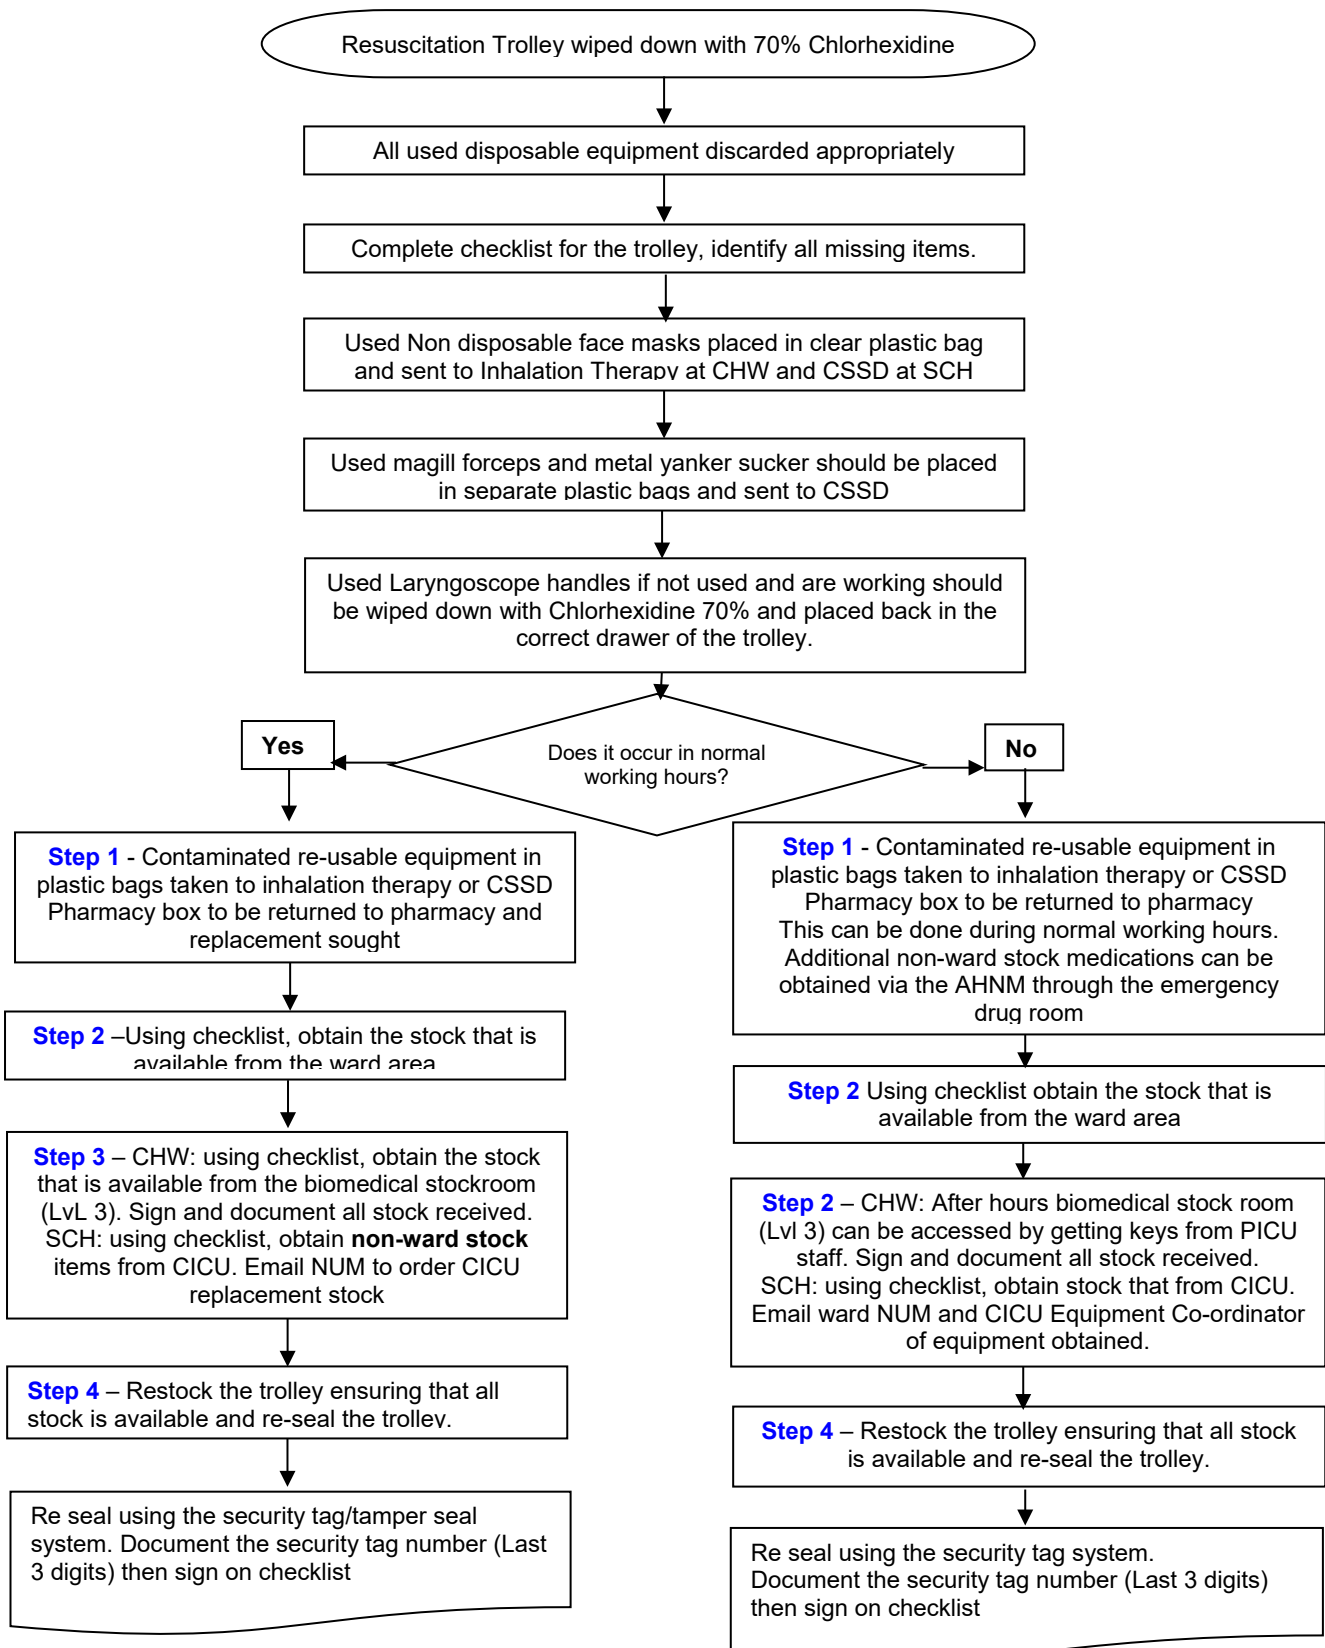 Resuscitation Trolley wiped down with 70% Chlorhexidine
All used disposable equipment discarded appropriately
Complete checklist for the trolley, identify all missing items.
Used Non disposable face masks placed in clear plastic bag
and sent to Inhalation Therapy at CHW and CSSD at SCH
Used magill forceps and metal yanker sucker should be placed
in separate plastic bags and sent to CSSD
Used Laryngoscope handles if not used and are working should
be wiped down with Chlorhexidine 70% and placed back in the
correct drawer of the trolley.
Does it occur in normal
working hours?
Yes
Step 1 - Contaminated re-usable equipment in
plastic bags taken to inhalation therapy or CSSD
Pharmacy box to be returned to pharmacy and
replacement sought
Step 2 –Using checklist, obtain the stock that is
available from the ward area
Step 3 – CHW: using checklist, obtain the stock
that is available from the biomedical stockroom
(LvL 3). Sign and document all stock received.
SCH: using checklist, obtain non-ward stock
items from CICU. Email NUM to order CICU
replacement stock
Step 4 – Restock the trolley ensuring that all
stock is available and re-seal the trolley.
Re seal using the security tag/tamper seal
system. Document the security tag number (Last
3 digits) then sign on checklist
No
Step 1 - Contaminated re-usable equipment in
plastic bags taken to inhalation therapy or CSSD
Pharmacy box to be returned to pharmacy
This can be done during normal working hours.
Additional non-ward stock medications can be
obtained via the AHNM through the emergency
drug room
Step 2 Using checklist obtain the stock that is
available from the ward area
Step 2 – CHW: After hours biomedical stock room
(Lvl 3) can be accessed by getting keys from PICU
staff. Sign and document all stock received.
SCH: using checklist, obtain stock that from CICU.
Email ward NUM and CICU Equipment Co-ordinator
of equipment obtained.
Step 4 – Restock the trolley ensuring that all stock
is available and re-seal the trolley.
Re seal using the security tag system.
Document the security tag number (Last 3 digits)
then sign on checklist